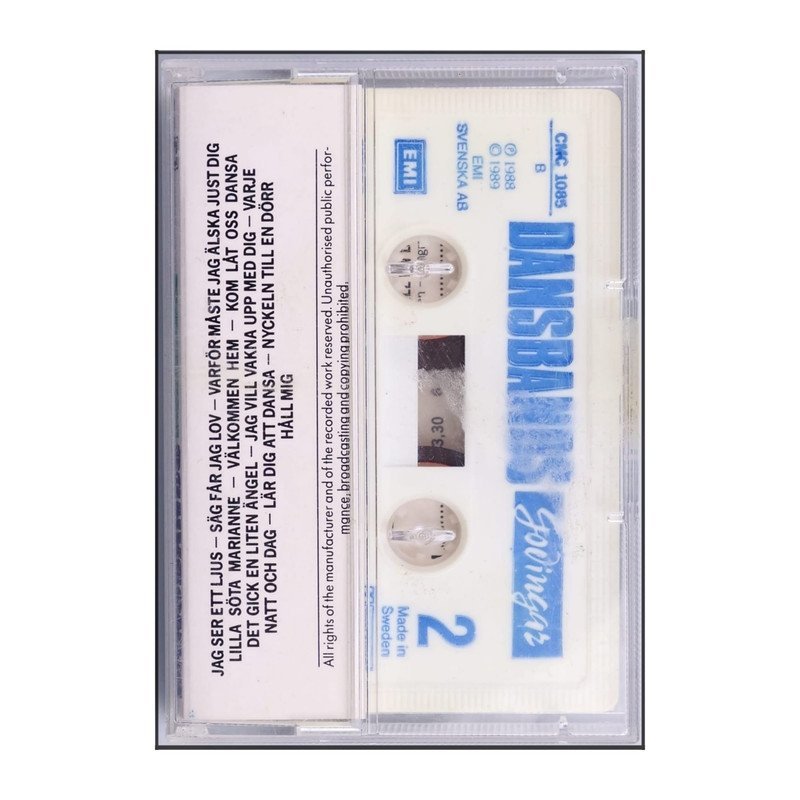 JAG SER ETT LJUS – SÄG FÅR JAG LOV – VARFÖR MÅSTE JAG ÄLSKA JUST DIG
LILLA SÖTA MARIANNE – VÄLKOMMEN HEM – KOM LÅT OSS DANSA
DET GICK EN LITEN ÄNGEL – JAG VILL VAKNA UPP MED DIG – VARJE
NATT OCH DAG – LÄR DIG ATT DANSA – NYCKELN TILL EN DÖRR
HÅLL MIG
All rights of the manufacturer and of the recorded work reserved. Unauthorised public perfor-
mance, broadcasting and copying prohibited.
EMI
℗ 1988
© 1989
EMI
SVENSKA AB
CMC 1085
B
DANSBANDS
Godingar
2
Made in
Sweden